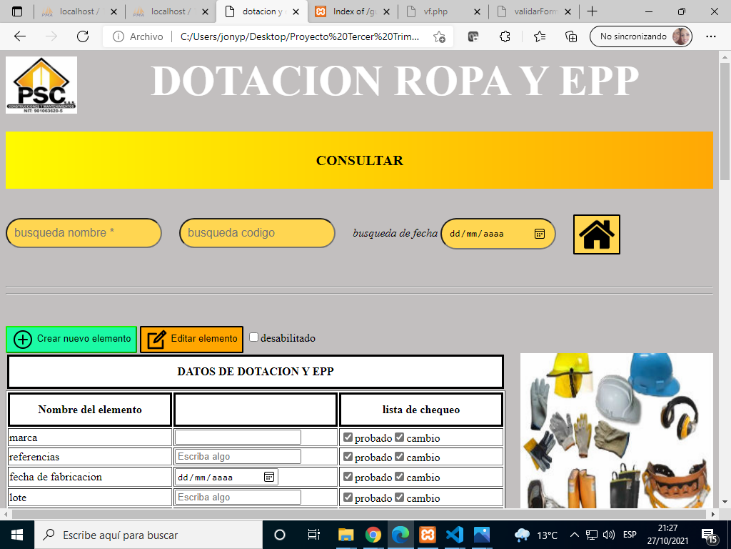 localhost /
localhost /
dotacion y
Index of /g
vf.php
validarForm
Archivo
C:/Users/jonyp/Desktop/Proyecto%20Tercer%20Trim...
No sincronizando
PSC S.A.S
DOTACION ROPA Y EPP
CONSULTAR
busqueda nombre *
busqueda codigo
busqueda de fecha
dd/mm/aaaa
Crear nuevo elemento
Editar elemento
desabilitado
DATOS DE DOTACION Y EPP
Nombre del elemento
lista de chequeo
marca
probado
cambio
referencias
Escriba algo
probado
cambio
fecha de fabricacion
dd/mm/aaaa
probado
cambio
lote
Escriba algo
probado
cambio
Escribe aquí para buscar
13°C
ESP
21:27
27/10/2021
15